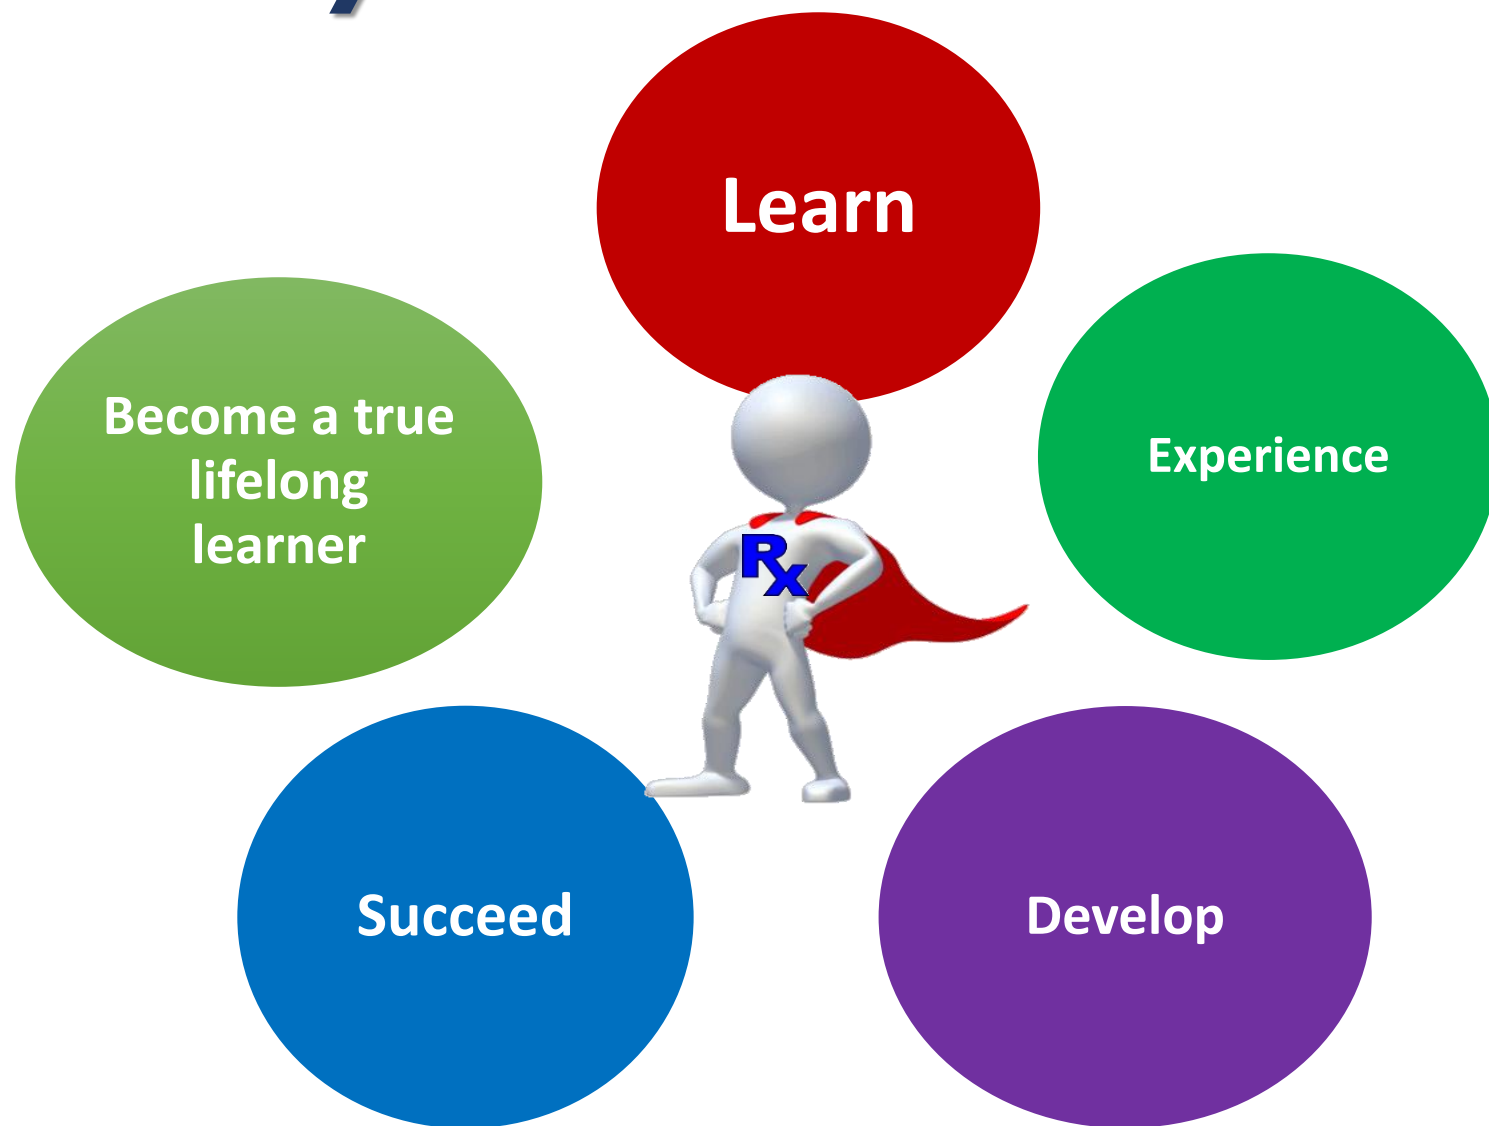 Learn
Experience
Become a true
lifelong
learner
Rx
Succeed
Develop